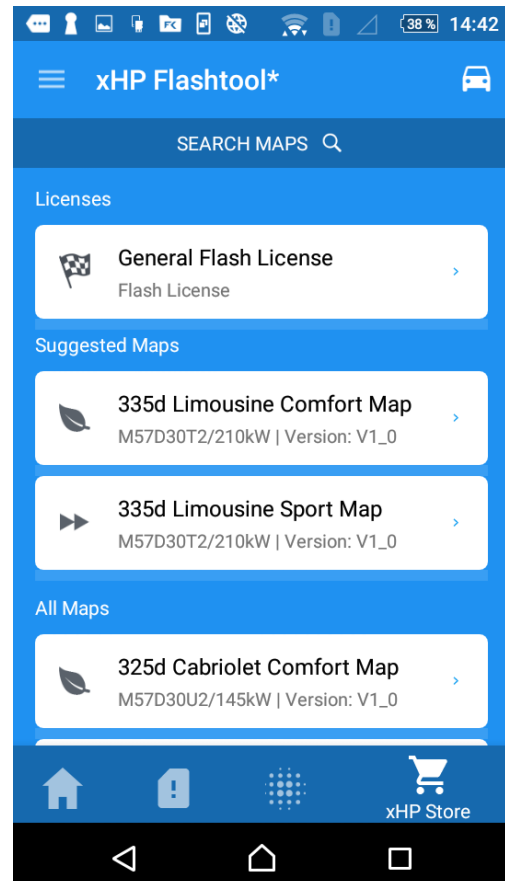 38 % 14:42
xHP Flashtool*
SEARCH MAPS
Licenses
General Flash License
Flash License
Suggested Maps
335d Limousine Comfort Map
M57D30T2/210kW | Version: V1_0
335d Limousine Sport Map
M57D30T2/210kW | Version: V1_0
All Maps
325d Cabriolet Comfort Map
M57D30U2/145kW | Version: V1_0
xHP Store